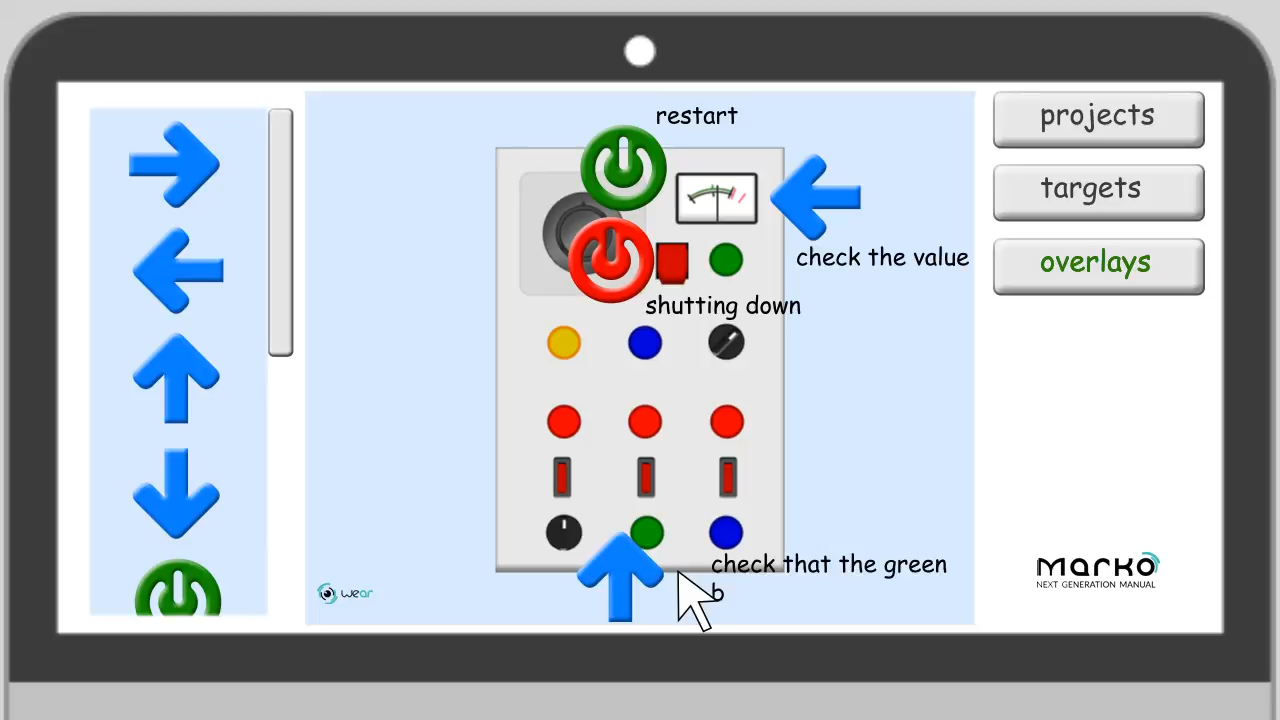 restart
projects
targets
check the value
overlays
shutting down
check that the green
b
wear
marko
NEXT GENERATION MANUAL